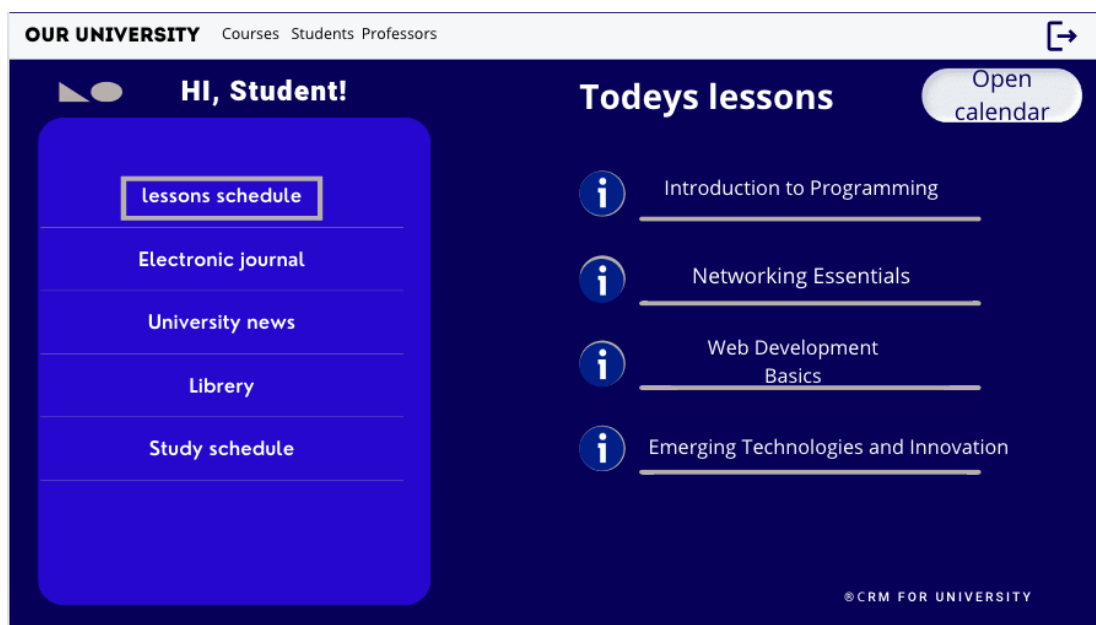 OUR UNIVERSITY Courses Students Professors
HI, Student!
lessons schedule
Electronic journal
University news
Librery
Study schedule
Todeys lessons
Open
calendar
Introduction to Programming
Networking Essentials
Web Development
Basics
Emerging Technologies and Innovation
®CRM FOR UNIVERSITY